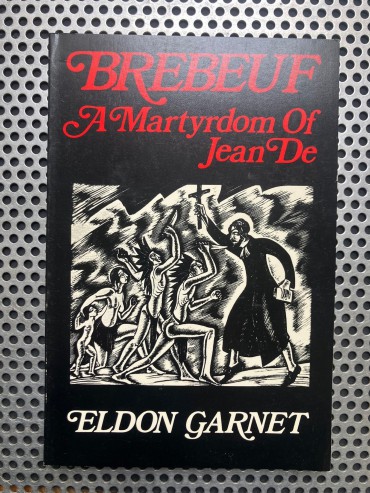 BREBEUF
A Martyrdom Of
Jean De
ELDON GARNET